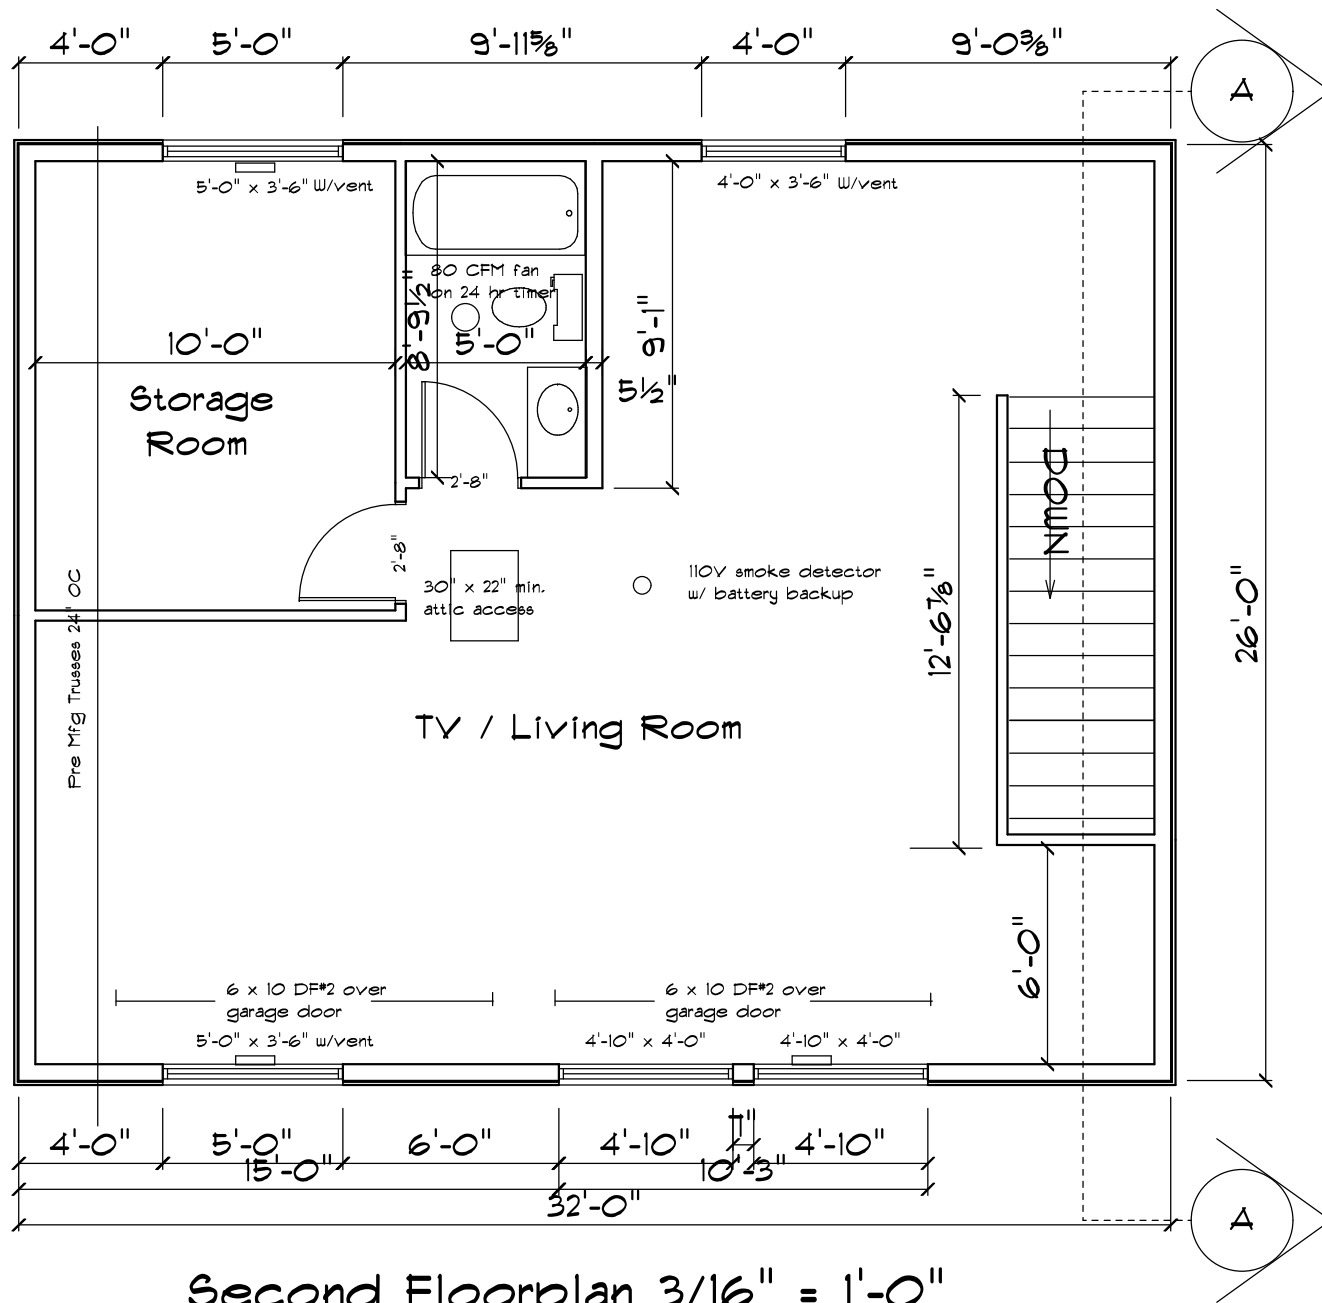 4'-0" 5'-0" 9'-11⅝" 4'-0" 9'-0⅜"
A
5'-0" x 3'-6" W/vent
4'-0" x 3'-6" W/vent
80 CFM fan
on 24 hr timer
8'-9½"
9'-1"
10'-0"
5'-0"
5½"
Storage
Room
2'-8"
2'-8"
DOWN
30" x 22" min.
attic access
110V smoke detector
w/ battery backup
12'-6⅞"
26'-0"
Pre Mfg Trusses 24" OC
TV / Living Room
6'-0"
6 x 10 DF#2 over
garage door
6 x 10 DF#2 over
garage door
5'-0" x 3'-6" w/vent
4'-10" x 4'-0"
4'-10" x 4'-0"
4'-0" 5'-0" 6'-0" 4'-10" 7" 4'-10"
15'-0" 10'-3"
32'-0"
A
Second Floorplan 3/16" = 1'-0"